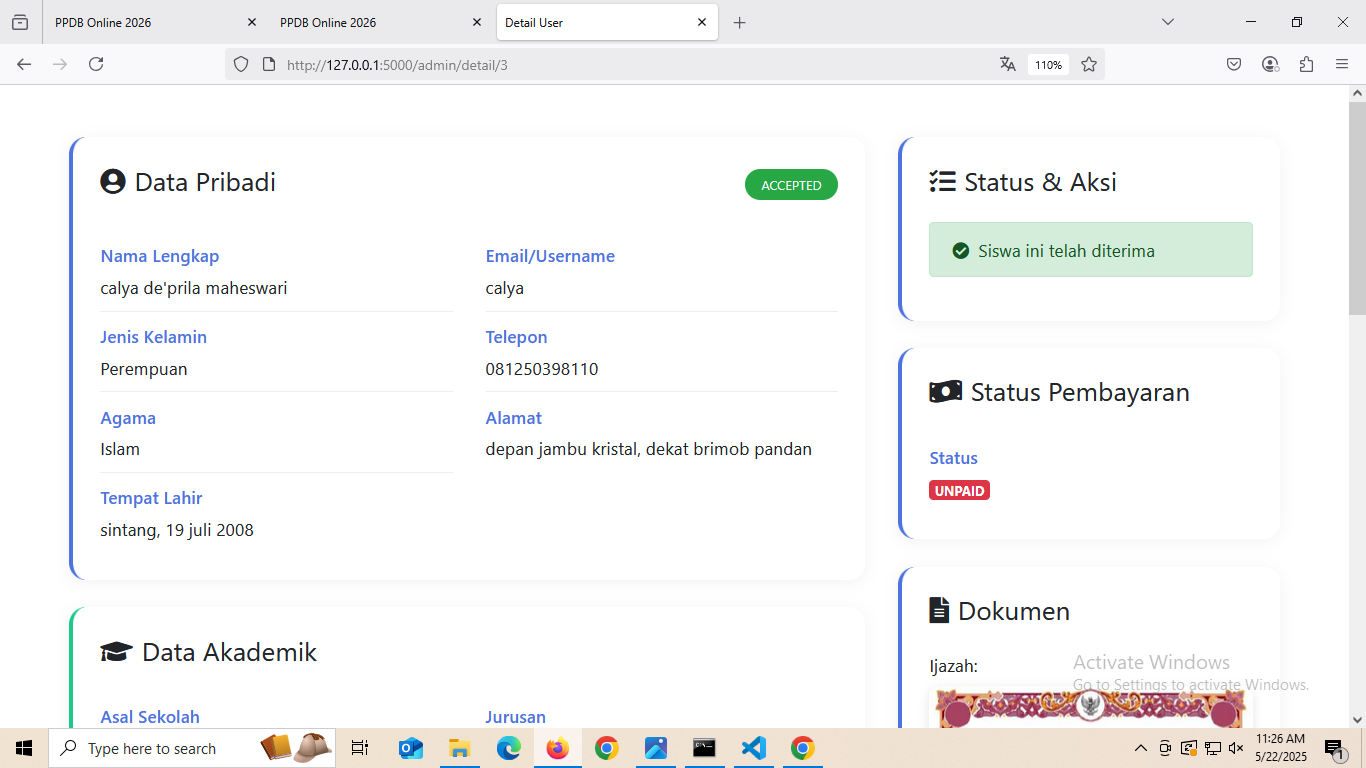 PPDB Online 2026
PPDB Online 2026
Detail User
http://127.0.0.1:5000/admin/detail/3
110%
Data Pribadi
ACCEPTED
Nama Lengkap
calya de'prila maheswari
Email/Username
calya
Jenis Kelamin
Perempuan
Telepon
081250398110
Agama
Islam
Alamat
depan jambu kristal, dekat brimob pandan
Tempat Lahir
sintang, 19 juli 2008
Data Akademik
Asal Sekolah
Jurusan
Status & Aksi
Siswa ini telah diterima
Status Pembayaran
Status
UNPAID
Dokumen
Ijazah:
Activate Windows
Go to Settings to activate Windows.
Type here to search
11:26 AM
5/22/2025
1